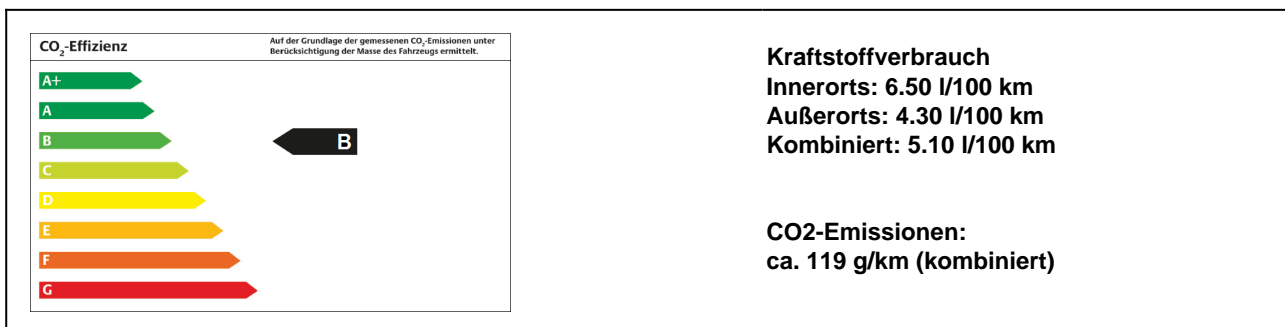 CO₂-Effizienz
Auf der Grundlage der gemessenen CO₂-Emissionen unter
Berücksichtigung der Masse des Fahrzeugs ermittelt.
A+
A
B
B
C
D
E
F
G
Kraftstoffverbrauch
Innerorts: 6.50 l/100 km
Außerorts: 4.30 l/100 km
Kombiniert: 5.10 l/100 km
CO2-Emissionen:
ca. 119 g/km (kombiniert)